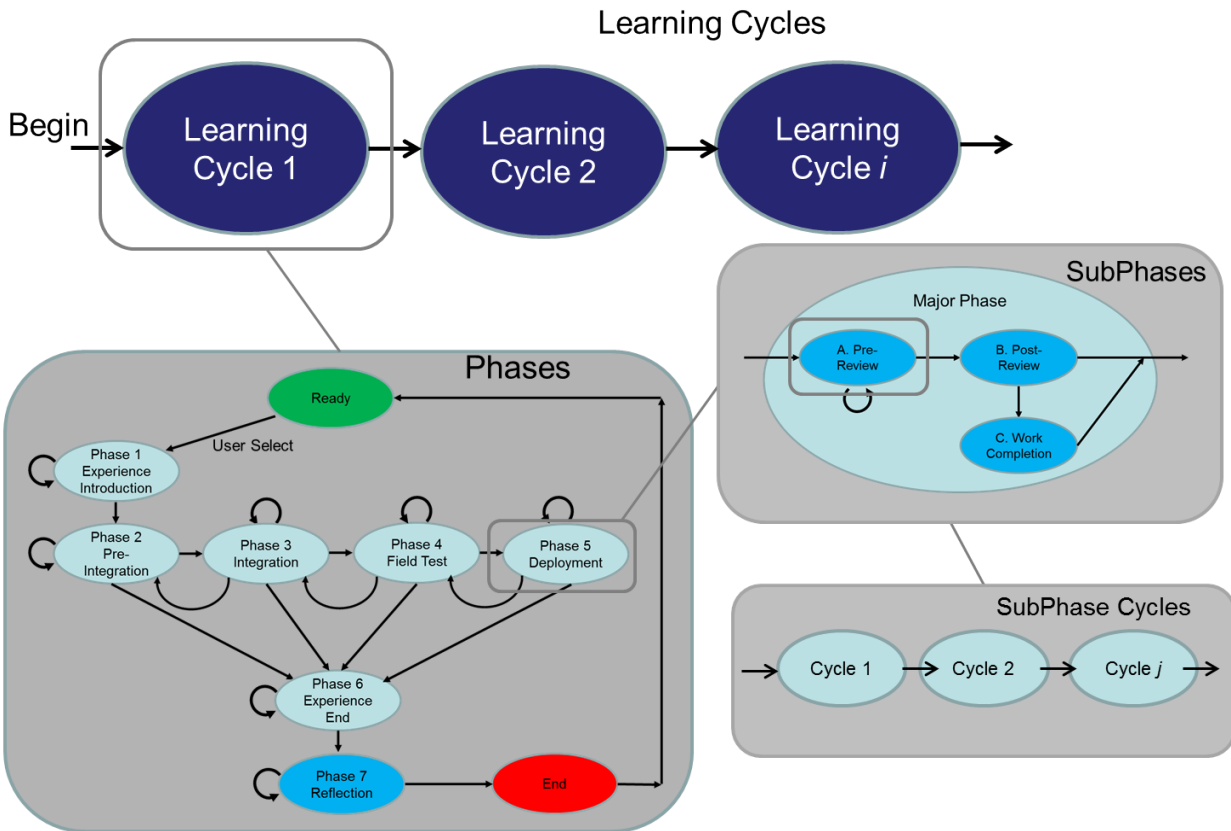 Learning Cycles
Begin
Learning
Cycle 1
Learning
Cycle 2
Learning
Cycle i
SubPhases
Major Phase
A. Pre-
Review
B. Post-
Review
C. Work
Completion
Phases
Ready
User Select
Phase 1
Experience
Introduction
Phase 2
Pre-
Integration
Phase 3
Integration
Phase 4
Field Test
Phase 5
Deployment
Phase 6
Experience
End
Phase 7
Reflection
End
SubPhase Cycles
Cycle 1
Cycle 2
Cycle j